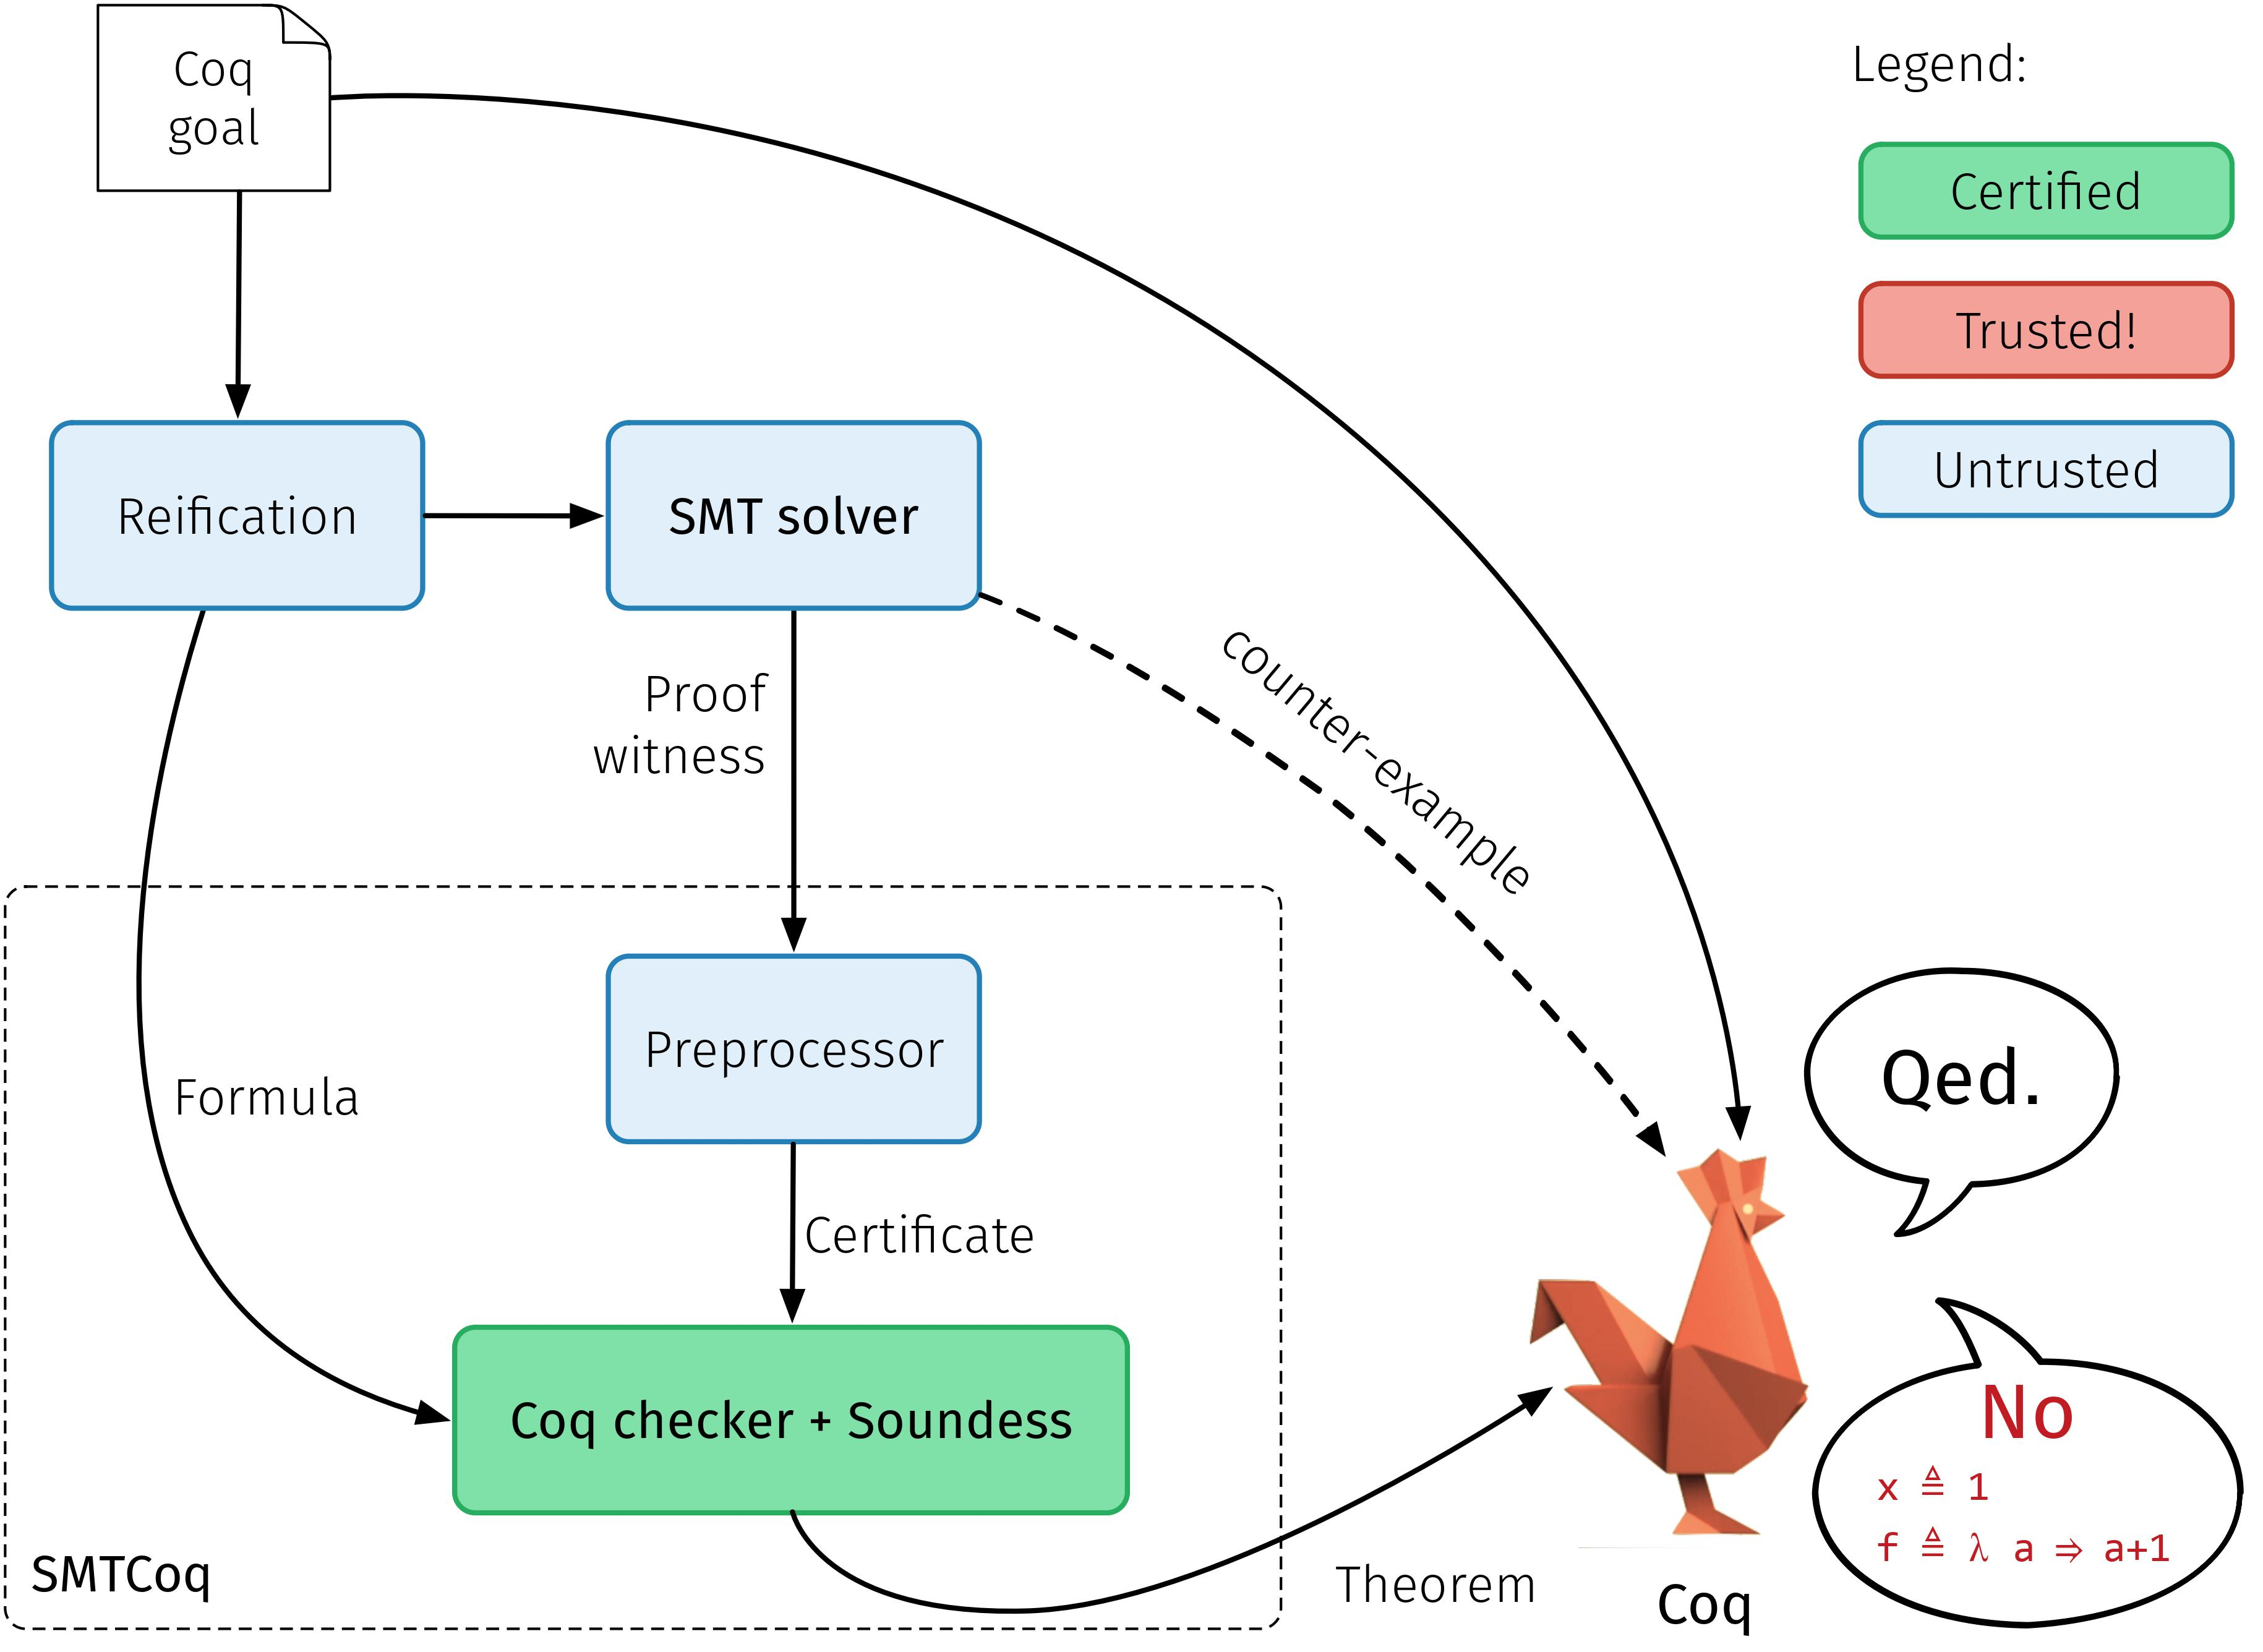 Coq
goal
Legend:
Certified
Trusted!
Untrusted
Reification
SMT solver
Proof
witness
counter-example
Preprocessor
Formula
Certificate
Coq checker + Soundess
SMTCoq
Theorem
Coq
Qed.
No
x ≜ 1
f ≜ λ a ⇒ a+1